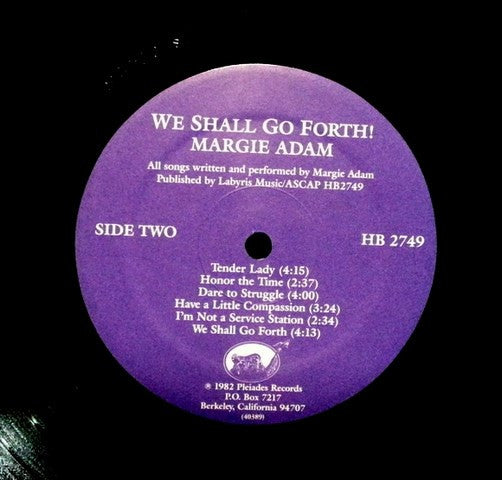 WE SHALL GO FORTH!
MARGIE ADAM
All songs written and performed by Margie Adam
Published by Labyris Music/ASCAP HB2749
SIDE TWO
HB 2749
Tender Lady (4:15)
Honor the Time (2:37)
Dare to Struggle (4:00)
Have a Little Compassion (3:24)
I'm Not a Service Station (2:34)
We Shall Go Forth (4:13)
℗ 1982 Pleiades Records
P.O. Box 7217
Berkeley, California 94707
(40389)